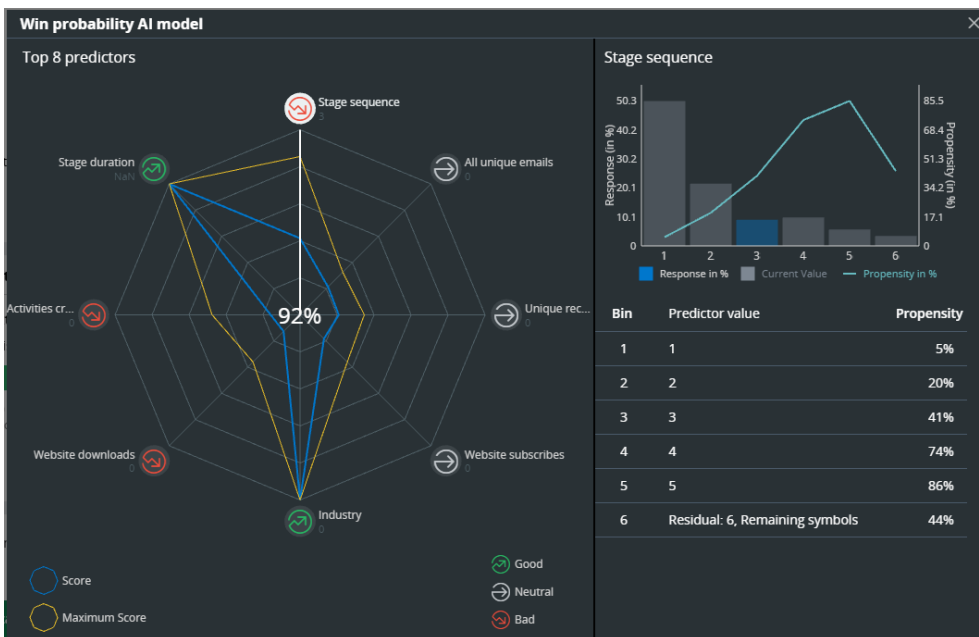 Win probability AI model
Top 8 predictors
Stage sequence
3
All unique emails
0
Unique rec...
0
Website subscribes
0
Industry
0
Website downloads
0
Activities cr...
0
Stage duration
NaN
92%
Score
Maximum Score
Good
Neutral
Bad
Stage sequence
Response (in %)
50.3
40.2
30.2
20.1
10.1
0
85.5
68.4
51.3
34.2
17.1
0
Propensity (in %)
1 2 3 4 5 6
Response in % Current Value Propensity in %
Bin Predictor value Propensity
1 1 5%
2 2 20%
3 3 41%
4 4 74%
5 5 86%
6 Residual: 6, Remaining symbols 44%